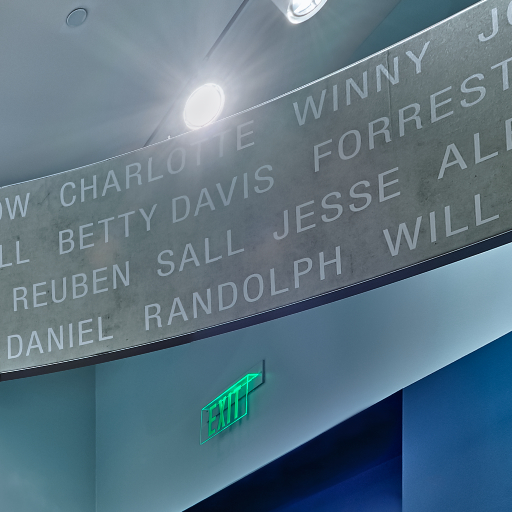 CHARLOTTE WINNY
BETTY DAVIS FORREST
REUBEN SALL JESSE
DANIEL RANDOLPH WILL
EXIT